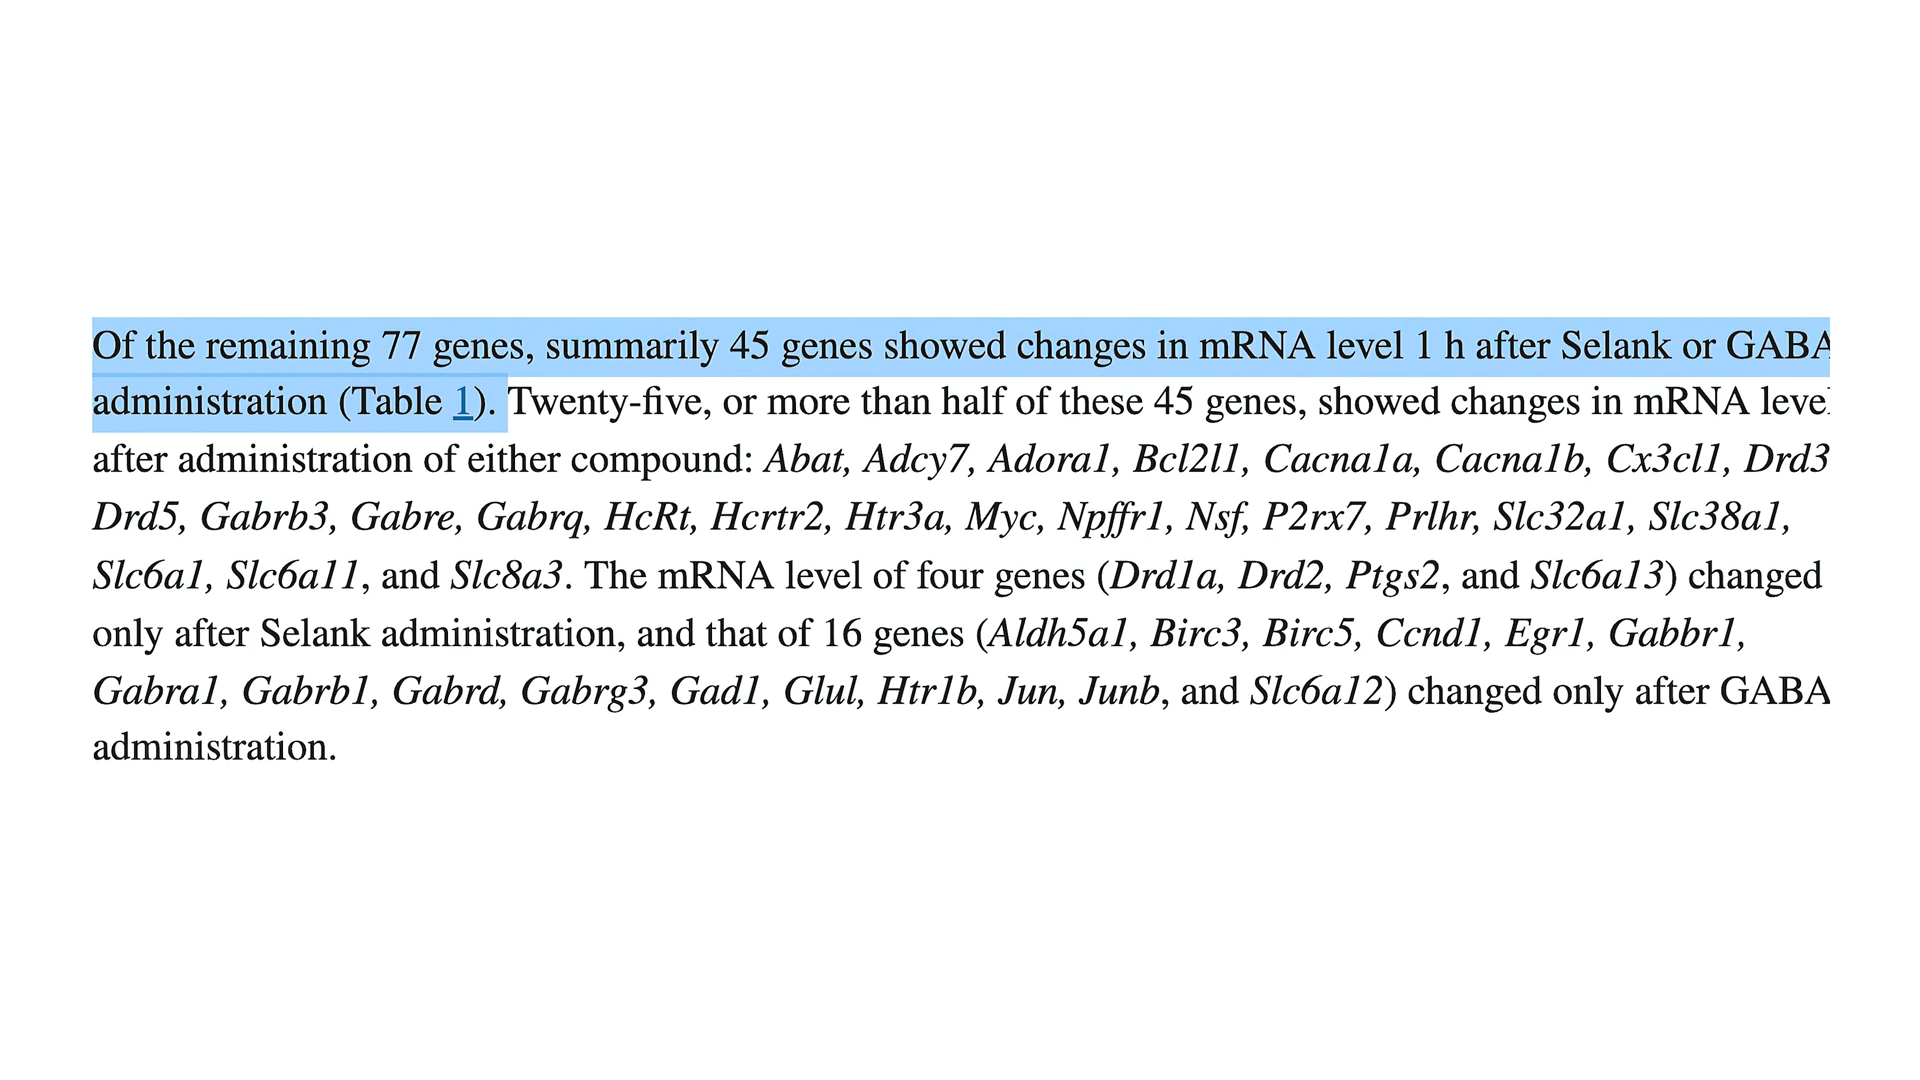 Of the remaining 77 genes, summarily 45 genes showed changes in mRNA level 1 h after Selank or GABA
administration (Table 1). Twenty-five, or more than half of these 45 genes, showed changes in mRNA level
after administration of either compound: Abat, Adcy7, Adora1, Bcl2l1, Cacna1a, Cacna1b, Cx3cl1, Drd3
Drd5, Gabrb3, Gabre, Gabrq, HcRt, Hcrtr2, Htr3a, Myc, Npffr1, Nsf, P2rx7, Prlhr, Slc32a1, Slc38a1,
Slc6a1, Slc6a11, and Slc8a3. The mRNA level of four genes (Drd1a, Drd2, Ptgs2, and Slc6a13) changed
only after Selank administration, and that of 16 genes (Aldh5a1, Birc3, Birc5, Ccnd1, Egr1, Gabbr1,
Gabra1, Gabrb1, Gabrd, Gabrg3, Gad1, Glul, Htr1b, Jun, Junb, and Slc6a12) changed only after GABA
administration.